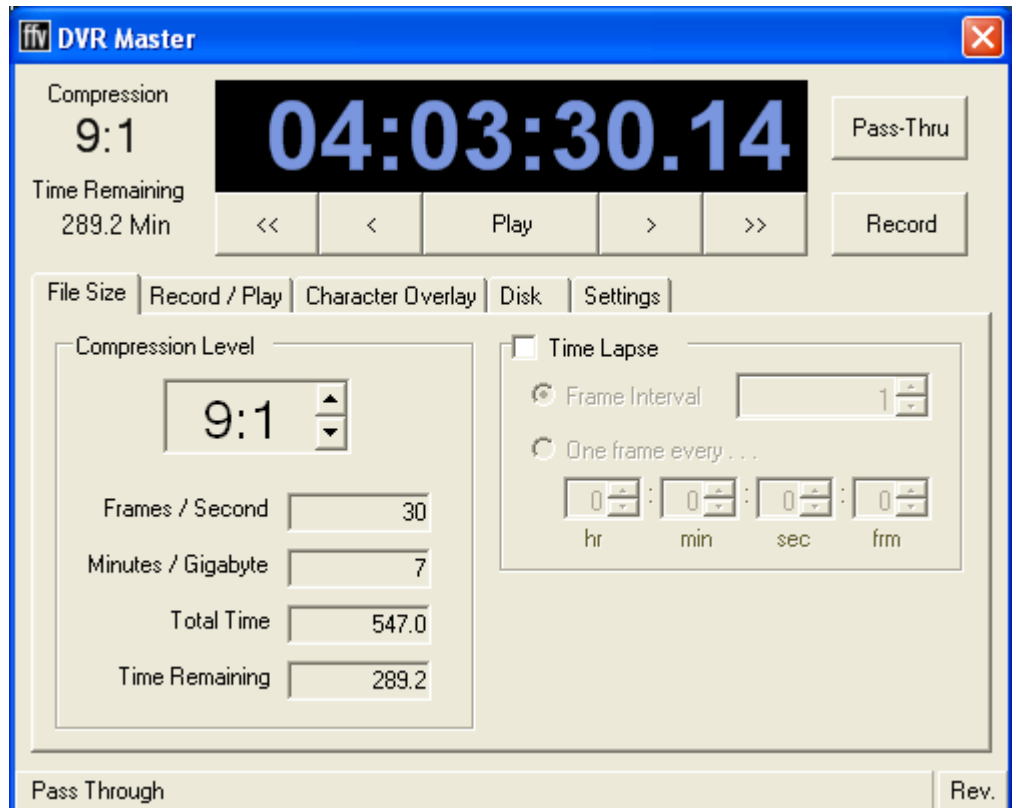 ffv DVR Master
Compression
9:1
Time Remaining
289.2 Min
04:03:30.14
<< < Play > >>
Pass-Thru
Record
File Size Record / Play Character Overlay Disk Settings
Compression Level
9:1
Frames / Second 30
Minutes / Gigabyte 7
Total Time 547.0
Time Remaining 289.2
Time Lapse
Frame Interval 1
One frame every . . .
0 : 0 : 0 : 0
hr min sec frm
Pass Through Rev.